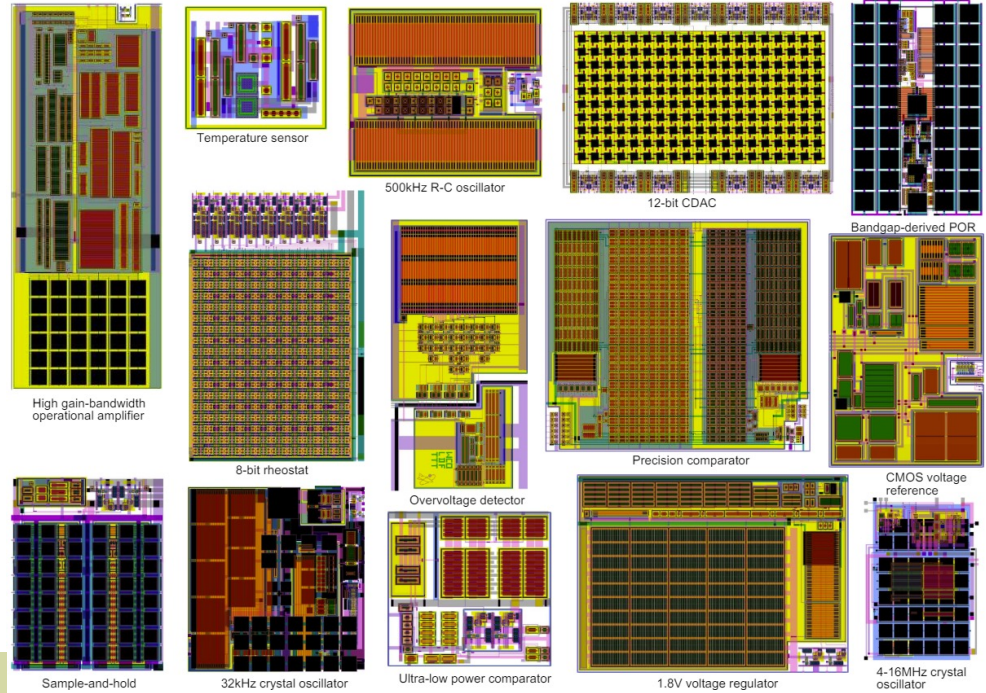 Temperature sensor
500kHz R-C oscillator
12-bit CDAC
Bandgap-derived POR
High gain-bandwidth
operational amplifier
8-bit rheostat
Overvoltage detector
Precision comparator
CMOS voltage
reference
Sample-and-hold
32kHz crystal oscillator
Ultra-low power comparator
1.8V voltage regulator
4-16MHz crystal
oscillator